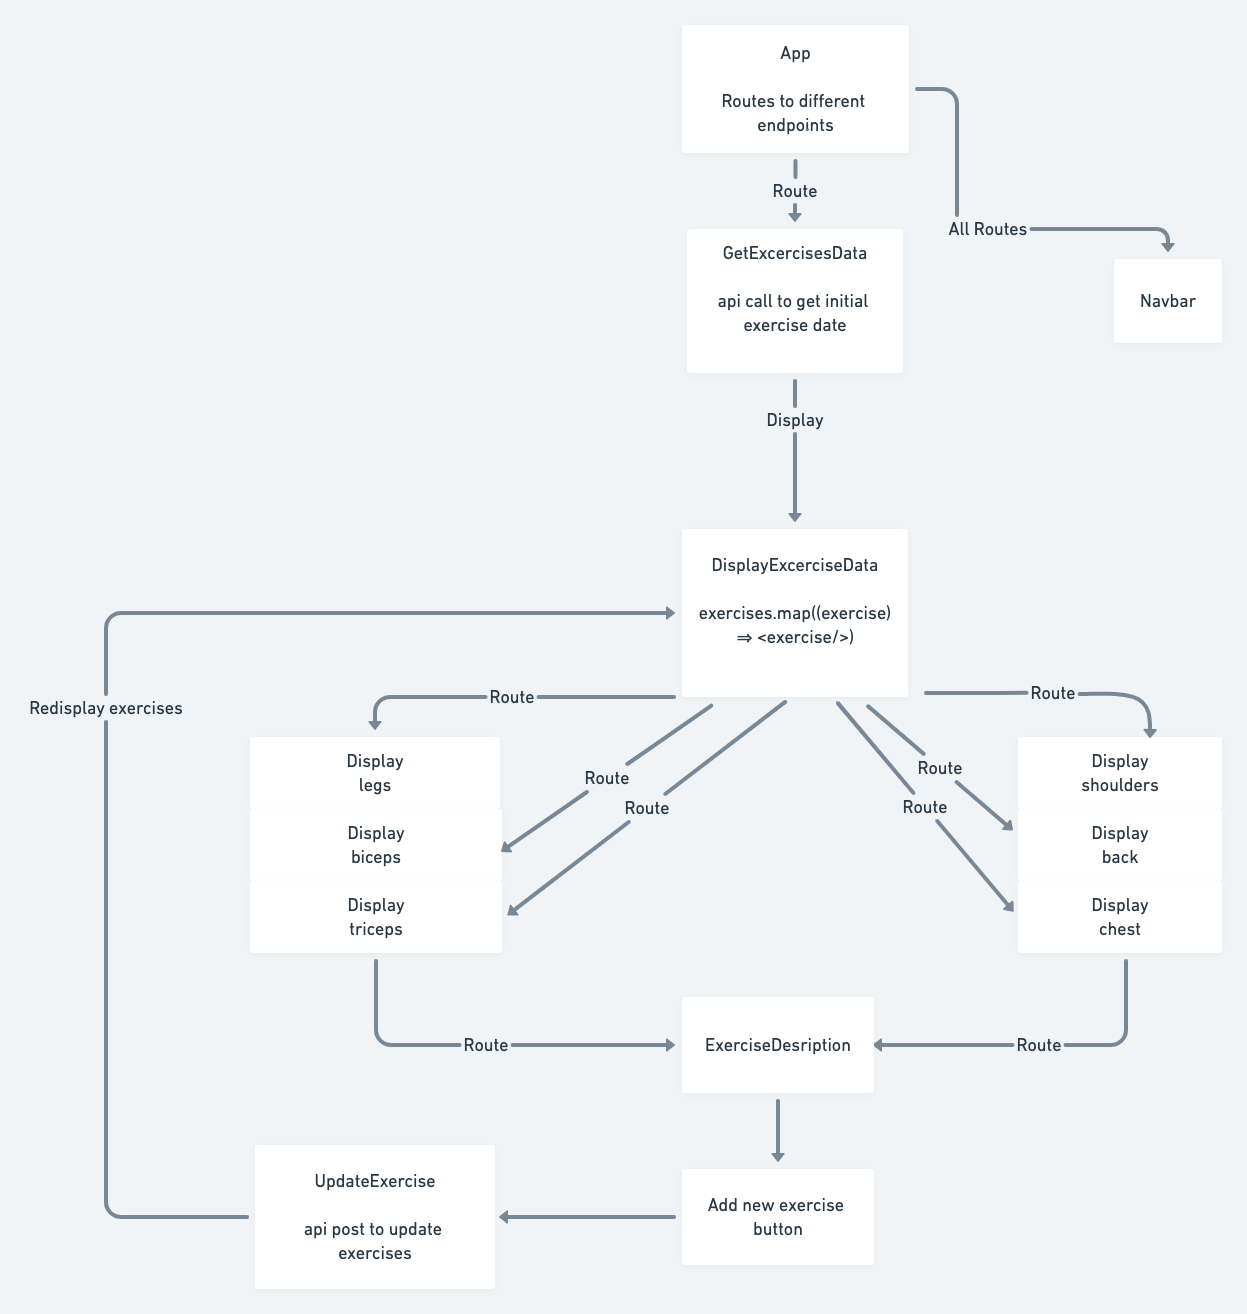 App
Routes to different
endpoints
Route
All Routes
GetExcercisesData
api call to get initial
exercise date
Navbar
Display
DisplayExcerciseData
exercises.map((exercise)
⇒ <exercise/>)
Redisplay exercises
Route
Route
Route
Route
Route
Route
Route
Display
legs
Display
biceps
Display
triceps
Display
shoulders
Display
back
Display
chest
Route
ExerciseDesription
Route
UpdateExercise
api post to update
exercises
Add new exercise
button